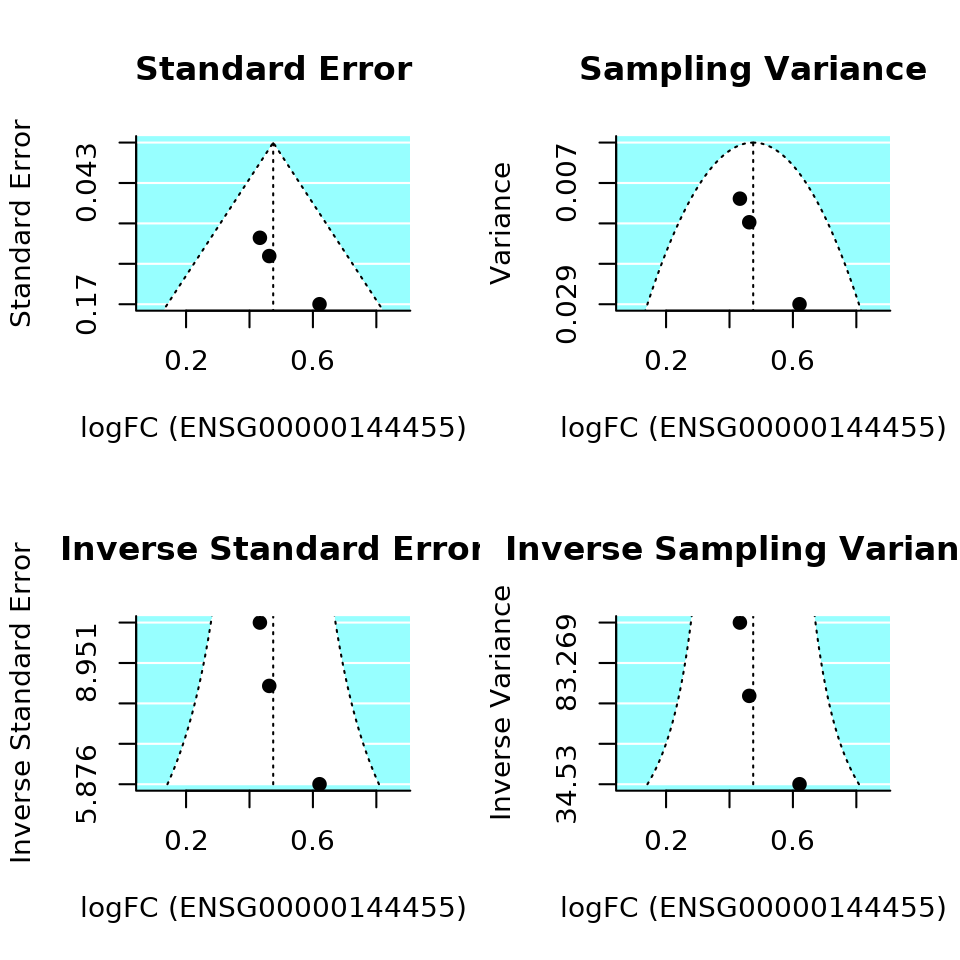 Standard Error
Standard Error
0.043
0.17
0.2
0.6
logFC (ENSG00000144455)
Sampling Variance
Variance
0.007
0.029
0.2
0.6
logFC (ENSG00000144455)
Inverse Standard Error
Inverse Standard Error
8.951
5.876
0.2
0.6
logFC (ENSG00000144455)
Inverse Sampling Varian
Inverse Variance
83.269
34.53
0.2
0.6
logFC (ENSG00000144455)